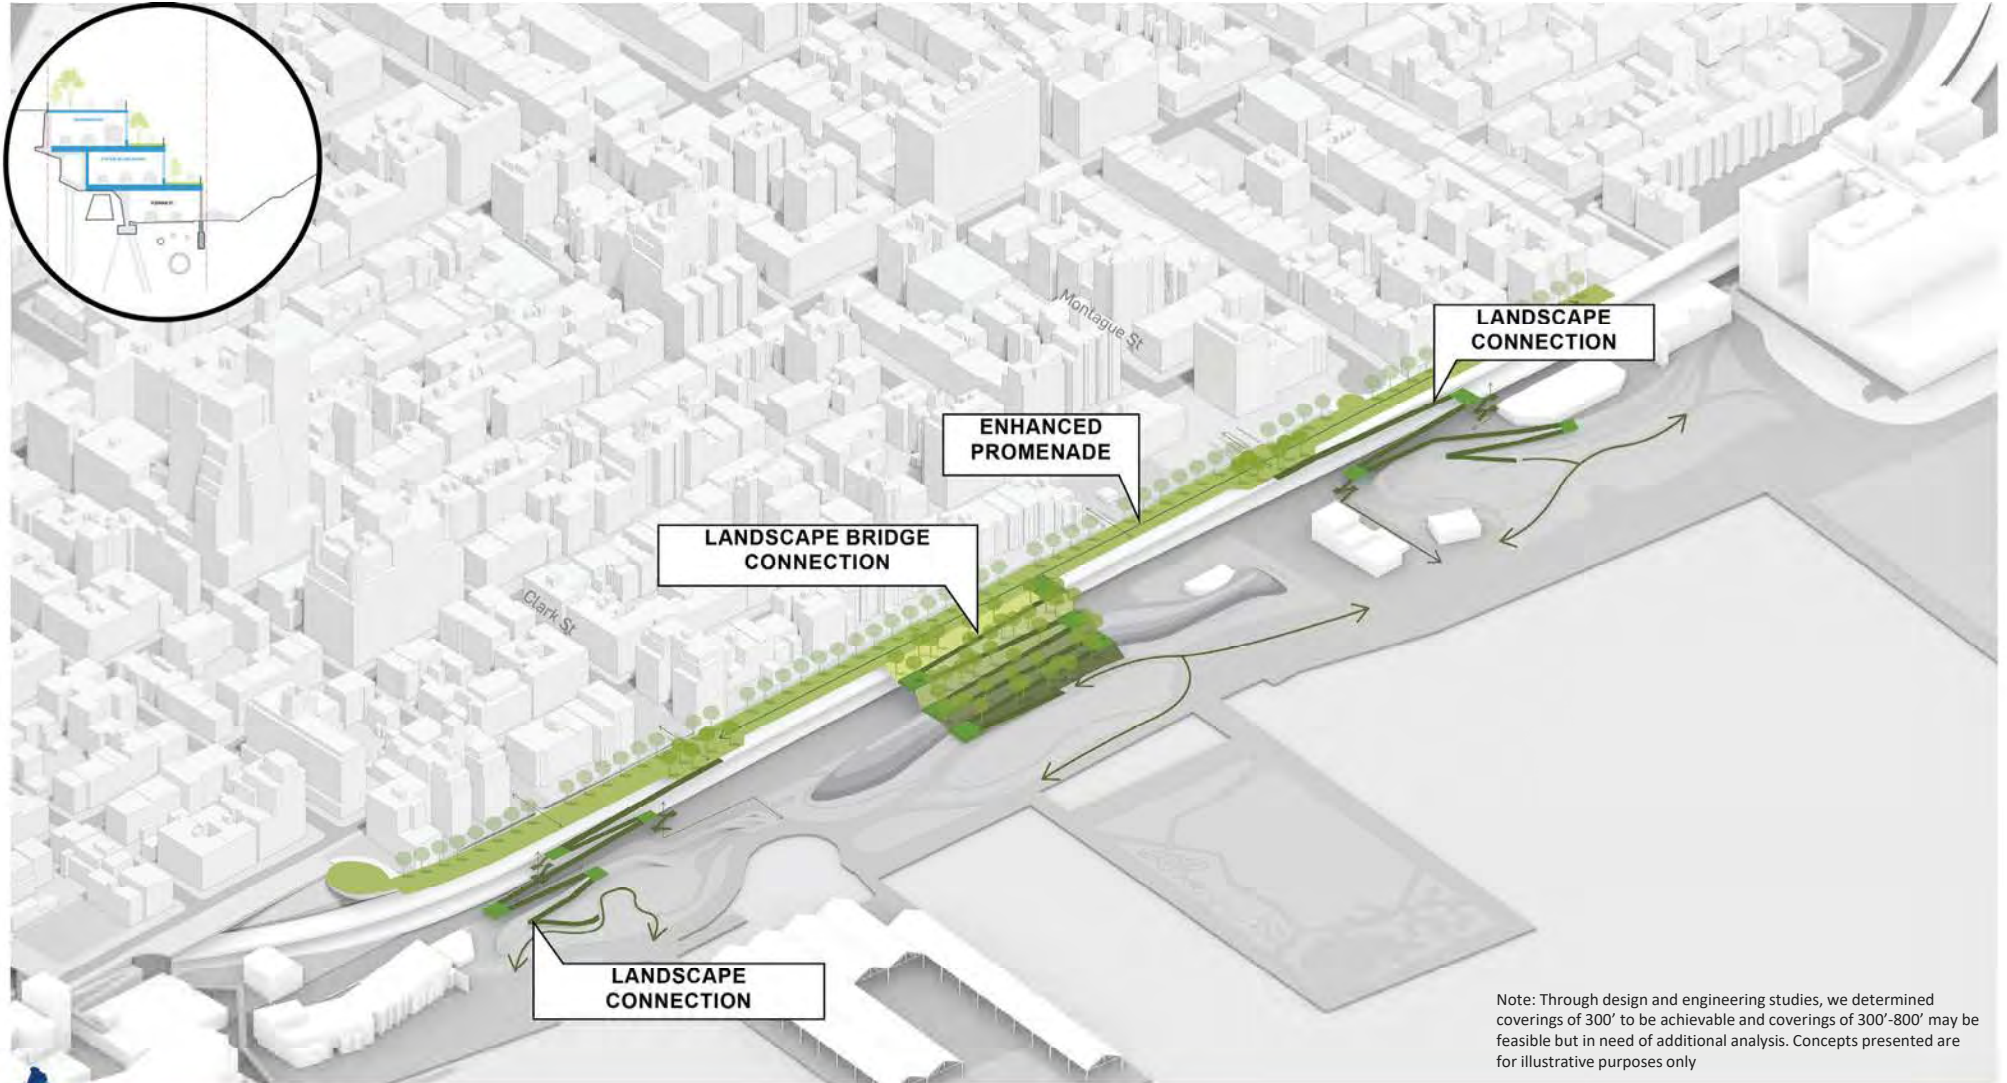 LANDSCAPE
CONNECTION
Montague St
ENHANCED
PROMENADE
LANDSCAPE BRIDGE
CONNECTION
Clark St
LANDSCAPE
CONNECTION
Note: Through design and engineering studies, we determined
coverings of 300’ to be achievable and coverings of 300’-800’ may be
feasible but in need of additional analysis. Concepts presented are
for illustrative purposes only